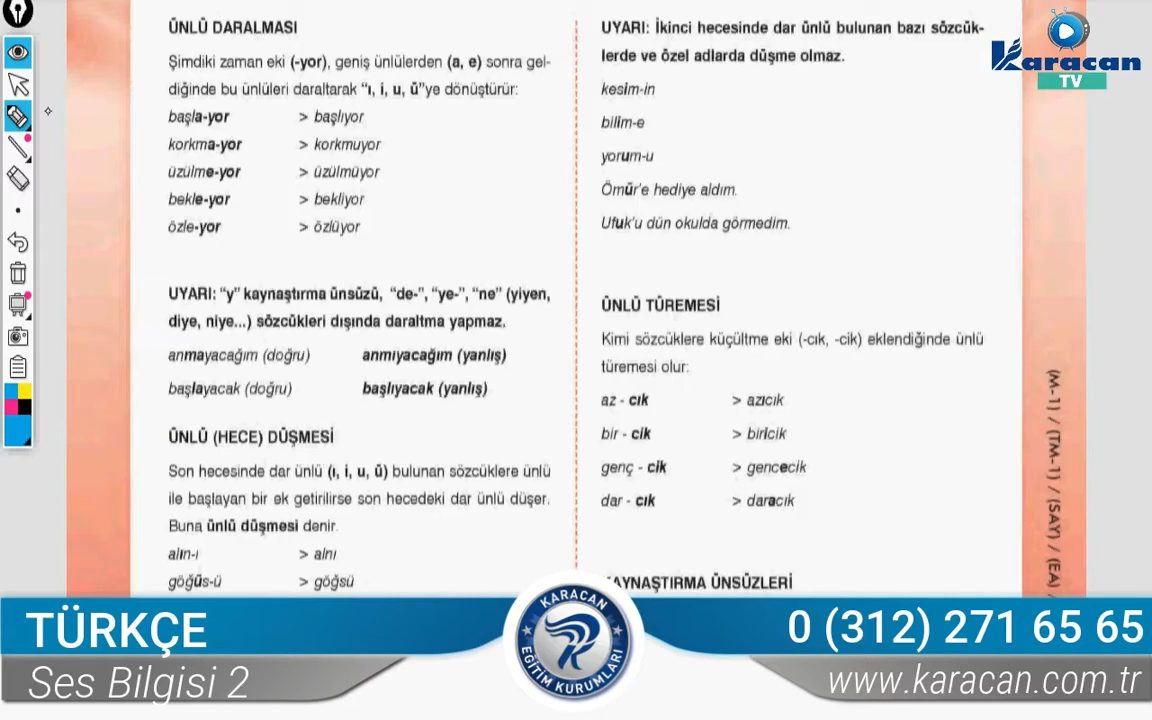 ÜNLÜ DARALMASI
Şimdiki zaman eki (-yor), geniş ünlülerden (a, e) sonra gel-
diğinde bu ünlüleri daraltarak "ı, i, u, ü"ye dönüştürür:
başla-yor > başlıyor
korkma-yor > korkmuyor
üzülme-yor > üzülmüyor
bekle-yor > bekliyor
özle-yor > özlüyor
UYARI: "y" kaynaştırma ünsüzü, "de-", "ye-", "ne" (yiyen,
diye, niye...) sözcükleri dışında daraltma yapmaz.
anmayacağım (doğru) anmıyacağım (yanlış)
başlayacak (doğru) başlıyacak (yanlış)
ÜNLÜ (HECE) DÜŞMESİ
Son hecesinde dar ünlü (ı, i, u, ü) bulunan sözcüklere ünlü
ile başlayan bir ek getirilirse son hecedeki dar ünlü düşer.
Buna ünlü düşmesi denir.
alın-ı > alnı
göğüs-ü > göğsü
UYARI: İkinci hecesinde dar ünlü bulunan bazı sözcük-
lerde ve özel adlarda düşme olmaz.
kesim-in
bilim-e
yorum-u
Ömür'e hediye aldım.
Ufuk'u dün okulda görmedim.
ÜNLÜ TÜREMESİ
Kimi sözcüklere küçültme eki (-cık, -cik) eklendiğinde ünlü
türemesi olur:
az - cık > azıcık
bir - cik > biricik
genç - cik > gencecik
dar - cık > daracık
KAYNAŞTIRMA ÜNSÜZLERİ
(M-1) / (TM-1) / (SAY) / (EA) /
Karacan
TV
TÜRKÇE
Ses Bilgisi 2
KARACAN
EĞİTİM KURUMLARI
0 (312) 271 65 65
www.karacan.com.tr